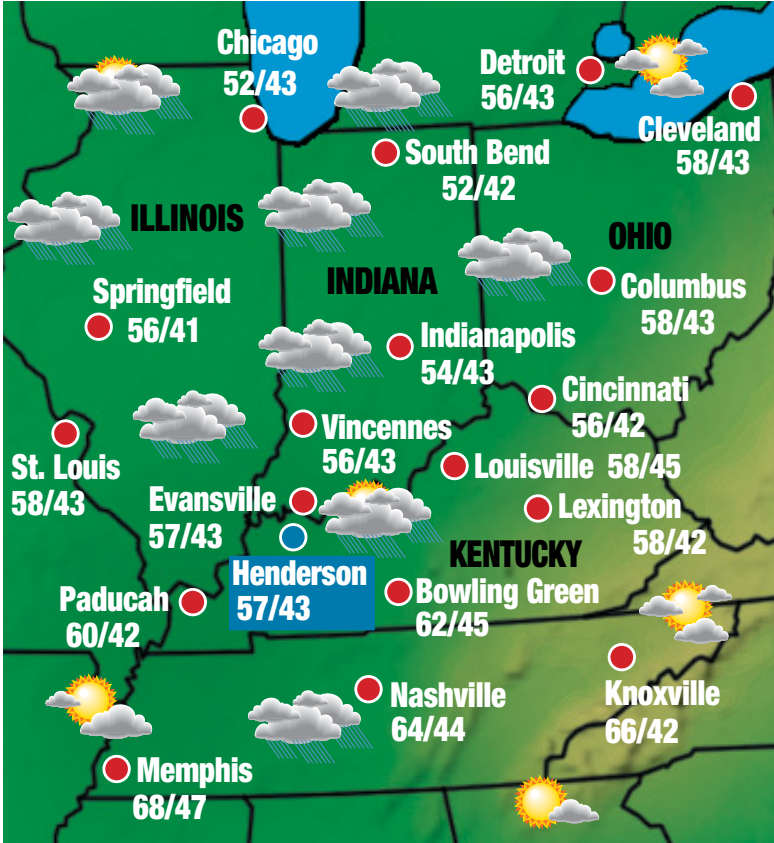 Chicago
52/43
Detroit
56/43
Cleveland
58/43
South Bend
52/42
ILLINOIS
OHIO
INDIANA
Springfield
56/41
Columbus
58/43
Indianapolis
54/43
Cincinnati
56/42
Vincennes
56/43
St. Louis
58/43
Louisville 58/45
Evansville
57/43
Lexington
58/42
KENTUCKY
Henderson
57/43
Paducah
60/42
Bowling Green
62/45
Nashville
64/44
Knoxville
66/42
Memphis
68/47